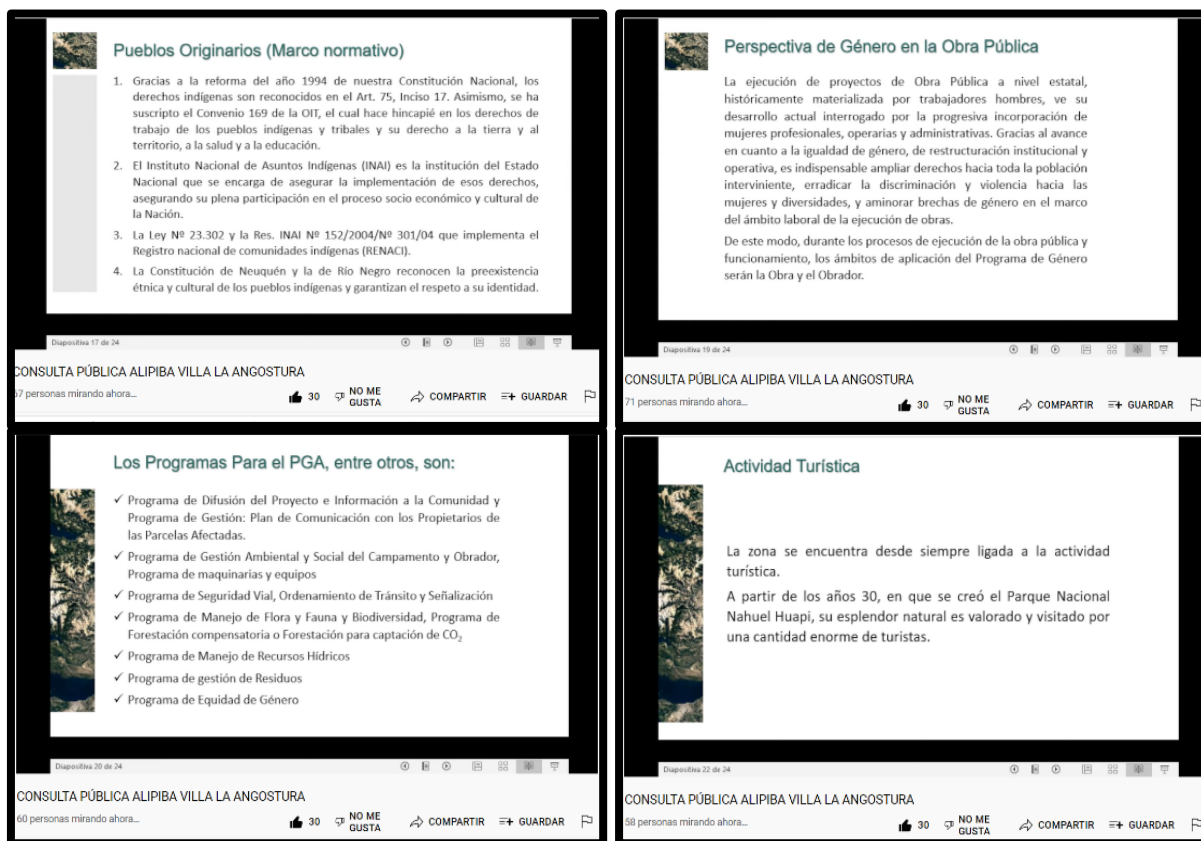 Pueblos Originarios (Marco normativo)
1. Gracias a la reforma del año 1994 de nuestra Constitución Nacional, los
derechos indígenas son reconocidos en el Art. 75, Inciso 17. Asimismo, se ha
suscripto el Convenio 169 de la OIT, el cual hace hincapié en los derechos de
trabajo de los pueblos indígenas y tribales y su derecho a la tierra y al
territorio, a la salud y a la educación.
2. El Instituto Nacional de Asuntos Indígenas (INAI) es la institución del Estado
Nacional que se encarga de asegurar la implementación de esos derechos,
asegurando su plena participación en el proceso socio económico y cultural de
la Nación.
3. La Ley Nº 23.302 y la Res. INAI Nº 152/2004/Nº 301/04 que implementa el
Registro nacional de comunidades indígenas (RENACI).
4. La Constitución de Neuquén y la de Río Negro reconocen la preexistencia
étnica y cultural de los pueblos indígenas y garantizan el respeto a su identidad.
Diapositiva 17 de 24
CONSULTA PÚBLICA ALIPIBA VILLA LA ANGOSTURA
67 personas mirando ahora...
30 NO ME GUSTA COMPARTIR GUARDAR
Perspectiva de Género en la Obra Pública
La ejecución de proyectos de Obra Pública a nivel estatal,
históricamente materializada por trabajadores hombres, ve su
desarrollo actual interrogado por la progresiva incorporación de
mujeres profesionales, operarias y administrativas. Gracias al avance
en cuanto a la igualdad de género, de restructuración institucional y
operativa, es indispensable ampliar derechos hacia toda la población
interviniente, erradicar la discriminación y violencia hacia las
mujeres y diversidades, y aminorar brechas de género en el marco
del ámbito laboral de la ejecución de obras.
De este modo, durante los procesos de ejecución de la obra pública y
funcionamiento, los ámbitos de aplicación del Programa de Género
serán la Obra y el Obrador.
Diapositiva 19 de 24
CONSULTA PÚBLICA ALIPIBA VILLA LA ANGOSTURA
71 personas mirando ahora...
30 NO ME GUSTA COMPARTIR GUARDAR
Los Programas Para el PGA, entre otros, son:
✓ Programa de Difusión del Proyecto e Información a la Comunidad y
Programa de Gestión: Plan de Comunicación con los Propietarios de
las Parcelas Afectadas.
✓ Programa de Gestión Ambiental y Social del Campamento y Obrador,
Programa de maquinarias y equipos
✓ Programa de Seguridad Vial, Ordenamiento de Tránsito y Señalización
✓ Programa de Manejo de Flora y Fauna y Biodiversidad, Programa de
Forestación compensatoria o Forestación para captación de CO₂
✓ Programa de Manejo de Recursos Hídricos
✓ Programa de gestión de Residuos
✓ Programa de Equidad de Género
Diapositiva 20 de 24
CONSULTA PÚBLICA ALIPIBA VILLA LA ANGOSTURA
60 personas mirando ahora...
30 NO ME GUSTA COMPARTIR GUARDAR
Actividad Turística
La zona se encuentra desde siempre ligada a la actividad
turística.
A partir de los años 30, en que se creó el Parque Nacional
Nahuel Huapi, su esplendor natural es valorado y visitado por
una cantidad enorme de turistas.
Diapositiva 22 de 24
CONSULTA PÚBLICA ALIPIBA VILLA LA ANGOSTURA
58 personas mirando ahora...
30 NO ME GUSTA COMPARTIR GUARDAR